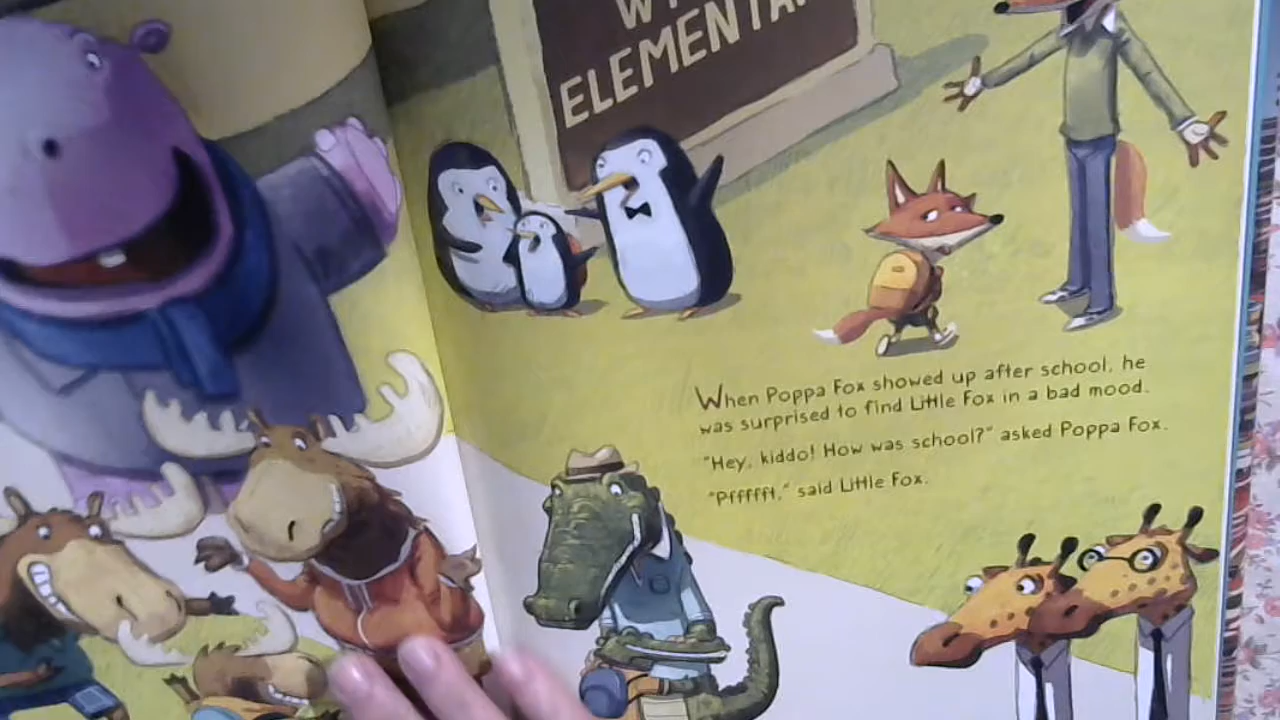 ELEMENTA
When Poppa Fox showed up after school, he
was surprised to find Little Fox in a bad mood.
"Hey, kiddo! How was school?" asked Poppa Fox.
"Pffffft," said Little Fox.